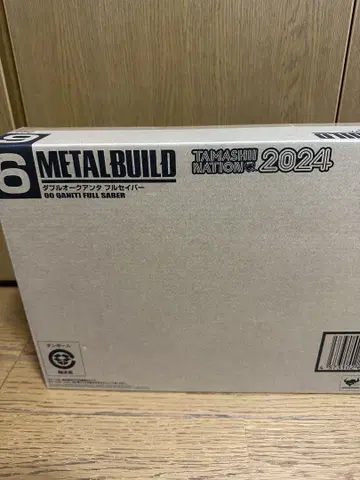 6
METAL BUILD
TAMASHII NATION 2024
ダブルオークアンタ フルセイバー
OO QAN[T] FULL SABER
ダンボール